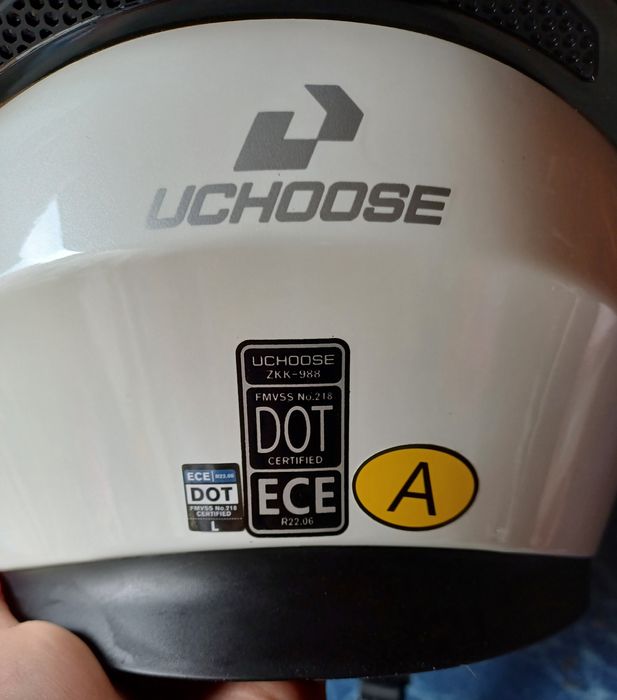 UCHOOSE
UCHOOSE
ZKK-988
FMVSS No.218
DOT
CERTIFIED
ECE
R22.06
ECE R22.06
DOT
FMVSS No.218
CERTIFIED
L
A